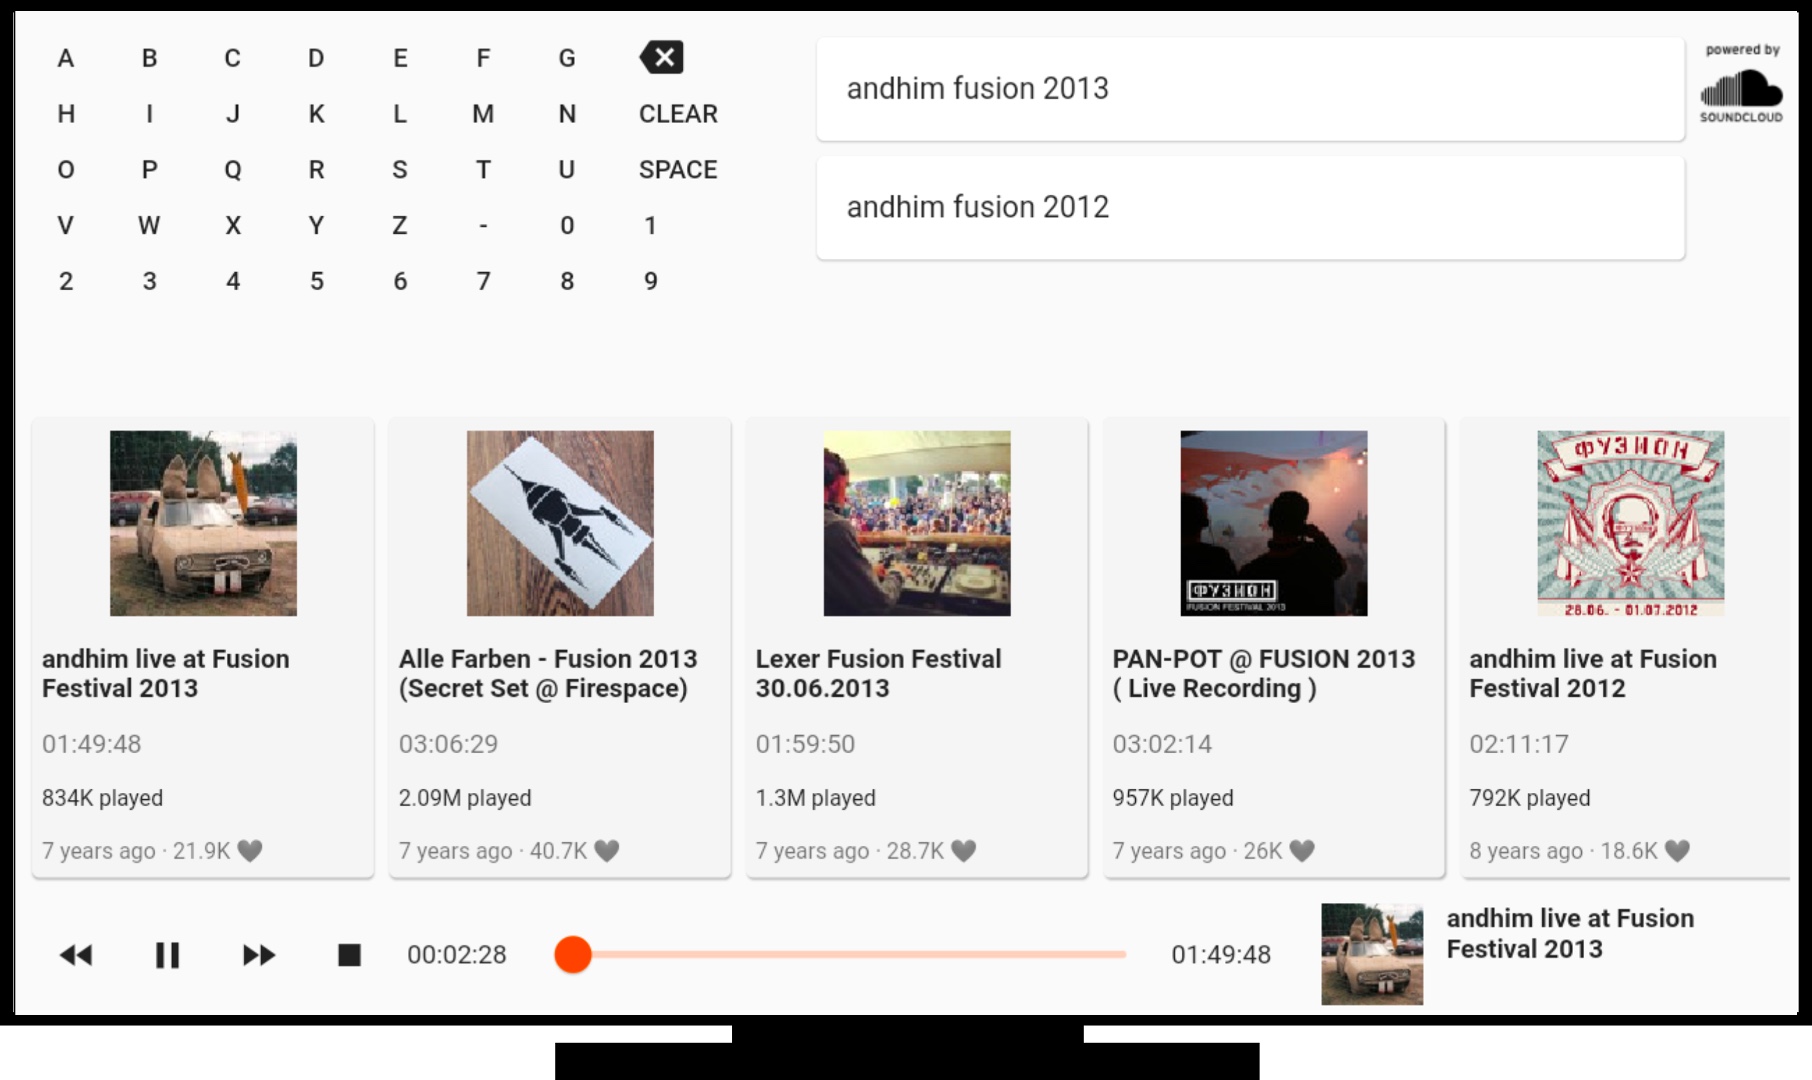 A B C D E F G
H I J K L M N CLEAR
O P Q R S T U SPACE
V W X Y Z - 0 1
2 3 4 5 6 7 8 9
andhim fusion 2013
andhim fusion 2012
powered by
SOUNDCLOUD
ФУЗИОН
FUSION FESTIVAL 2013
ФУЗИОН
28.06. - 01.07.2012
andhim live at Fusion
Festival 2013
01:49:48
834K played
7 years ago · 21.9K 🖤
Alle Farben - Fusion 2013
(Secret Set @ Firespace)
03:06:29
2.09M played
7 years ago · 40.7K 🖤
Lexer Fusion Festival
30.06.2013
01:59:50
1.3M played
7 years ago · 28.7K 🖤
PAN-POT @ FUSION 2013
( Live Recording )
03:02:14
957K played
7 years ago · 26K 🖤
andhim live at Fusion
Festival 2012
02:11:17
792K played
8 years ago · 18.6K 🖤
00:02:28
01:49:48
andhim live at Fusion
Festival 2013